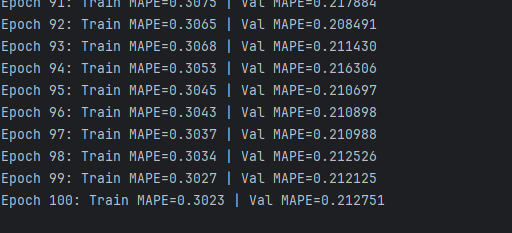 Epoch 91: Train MAPE=0.3075 | Val MAPE=0.217884
Epoch 92: Train MAPE=0.3065 | Val MAPE=0.208491
Epoch 93: Train MAPE=0.3068 | Val MAPE=0.211430
Epoch 94: Train MAPE=0.3053 | Val MAPE=0.216306
Epoch 95: Train MAPE=0.3045 | Val MAPE=0.210697
Epoch 96: Train MAPE=0.3043 | Val MAPE=0.210898
Epoch 97: Train MAPE=0.3037 | Val MAPE=0.210988
Epoch 98: Train MAPE=0.3034 | Val MAPE=0.212526
Epoch 99: Train MAPE=0.3027 | Val MAPE=0.212125
Epoch 100: Train MAPE=0.3023 | Val MAPE=0.212751